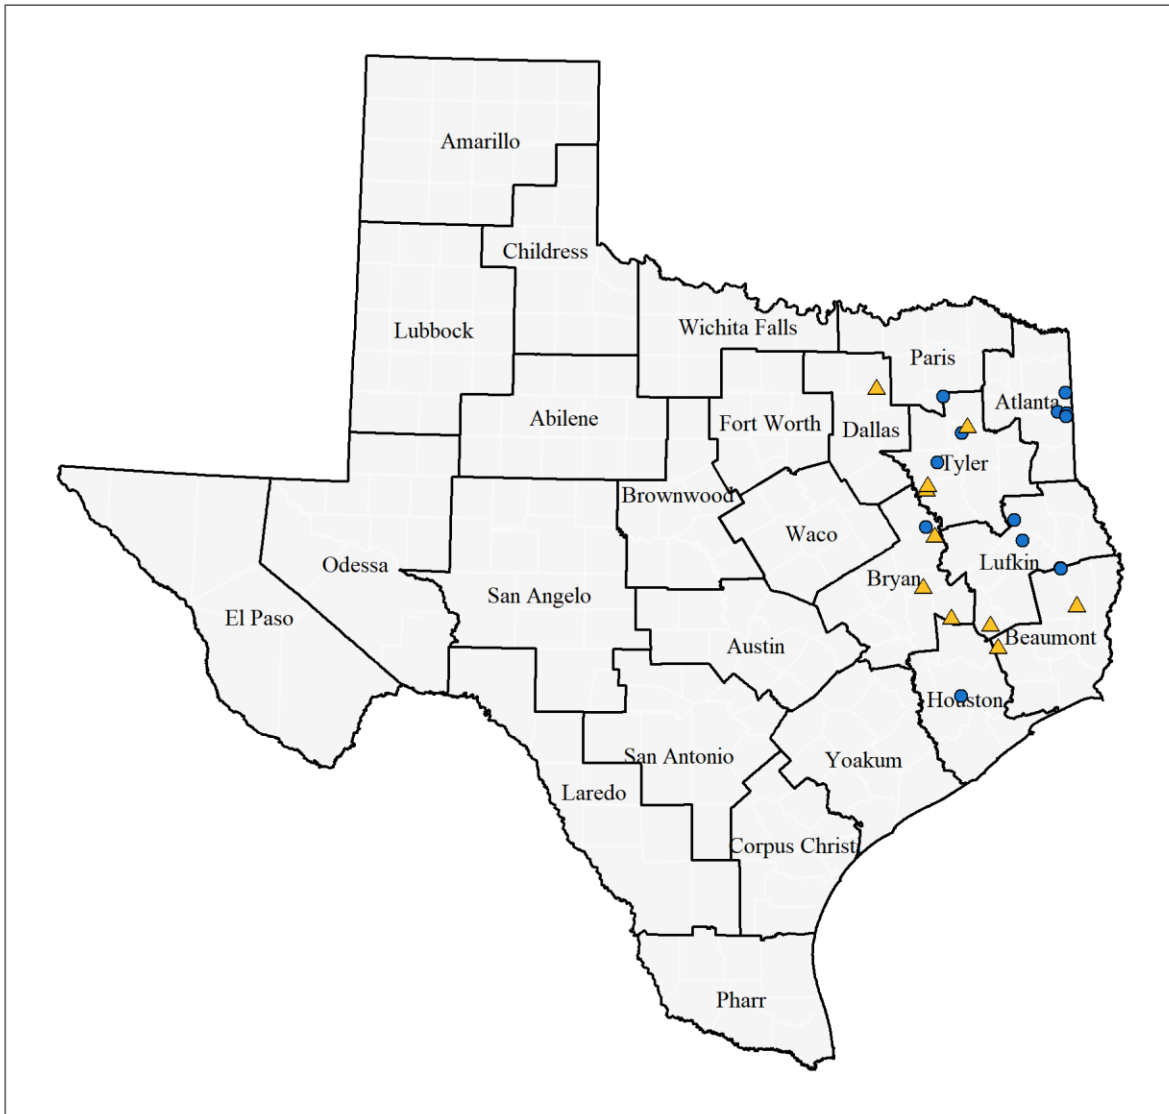 Amarillo
Childress
Lubbock
Wichita Falls
Paris
Atlanta
Abilene
Fort Worth
Dallas
Tyler
Brownwood
Waco
Odessa
Lufkin
San Angelo
Bryan
El Paso
Austin
Beaumont
Houston
San Antonio
Yoakum
Laredo
Corpus Christ
Pharr